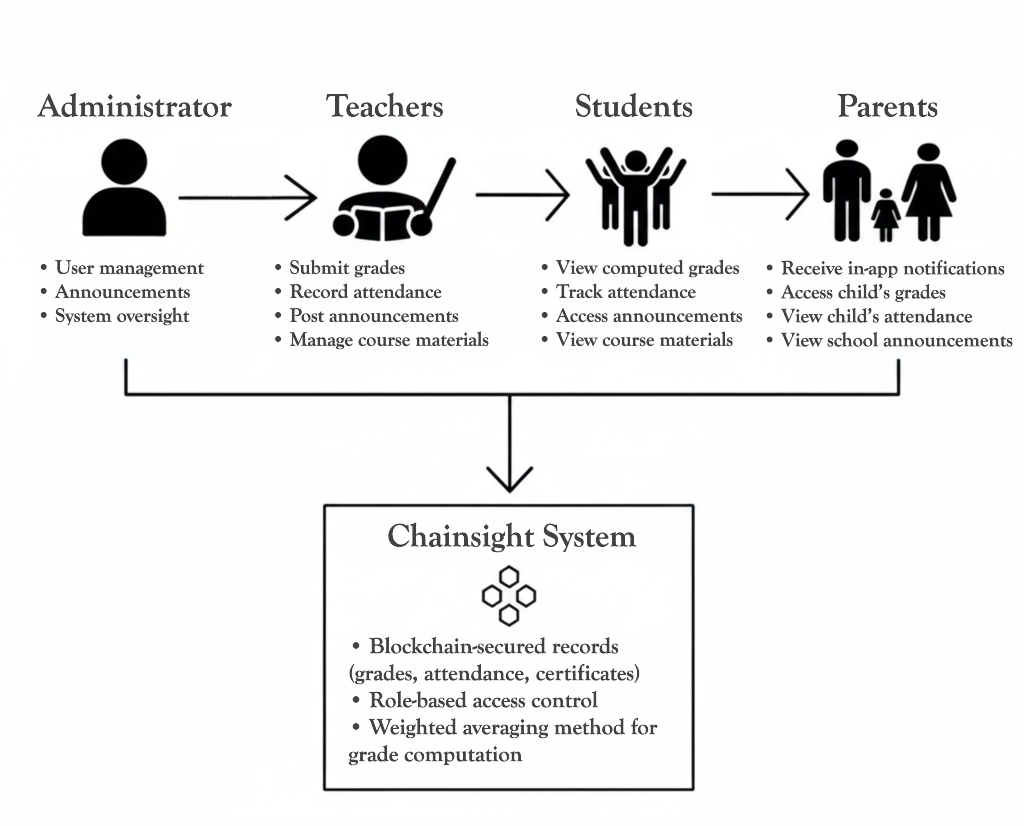 Administrator
Teachers
Students
Parents
• User management
• Announcements
• System oversight
• Submit grades
• Record attendance
• Post announcements
• Manage course materials
• View computed grades
• Track attendance
• Access announcements
• View course materials
• Receive in-app notifications
• Access child's grades
• View child's attendance
• View school announcements
Chainsight System
• Blockchain-secured records
(grades, attendance, certificates)
• Role-based access control
• Weighted averaging method for
grade computation